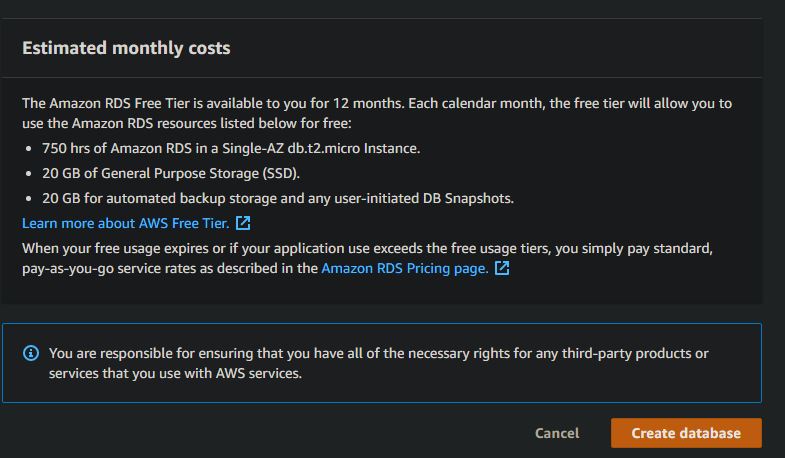 Estimated monthly costs
The Amazon RDS Free Tier is available to you for 12 months. Each calendar month, the free tier will allow you to
use the Amazon RDS resources listed below for free:
• 750 hrs of Amazon RDS in a Single-AZ db.t2.micro Instance.
• 20 GB of General Purpose Storage (SSD).
• 20 GB for automated backup storage and any user-initiated DB Snapshots.
Learn more about AWS Free Tier.
When your free usage expires or if your application use exceeds the free usage tiers, you simply pay standard,
pay-as-you-go service rates as described in the Amazon RDS Pricing page.
You are responsible for ensuring that you have all of the necessary rights for any third-party products or
services that you use with AWS services.
Cancel Create database